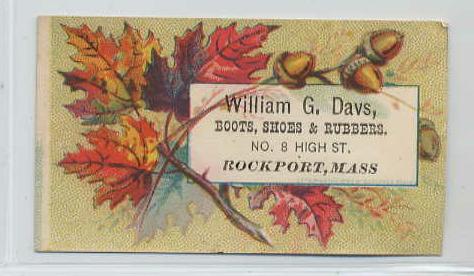 William G. Davs,
BOOTS, SHOES & RUBBERS.
NO. 8 HIGH ST.
ROCKPORT, MASS